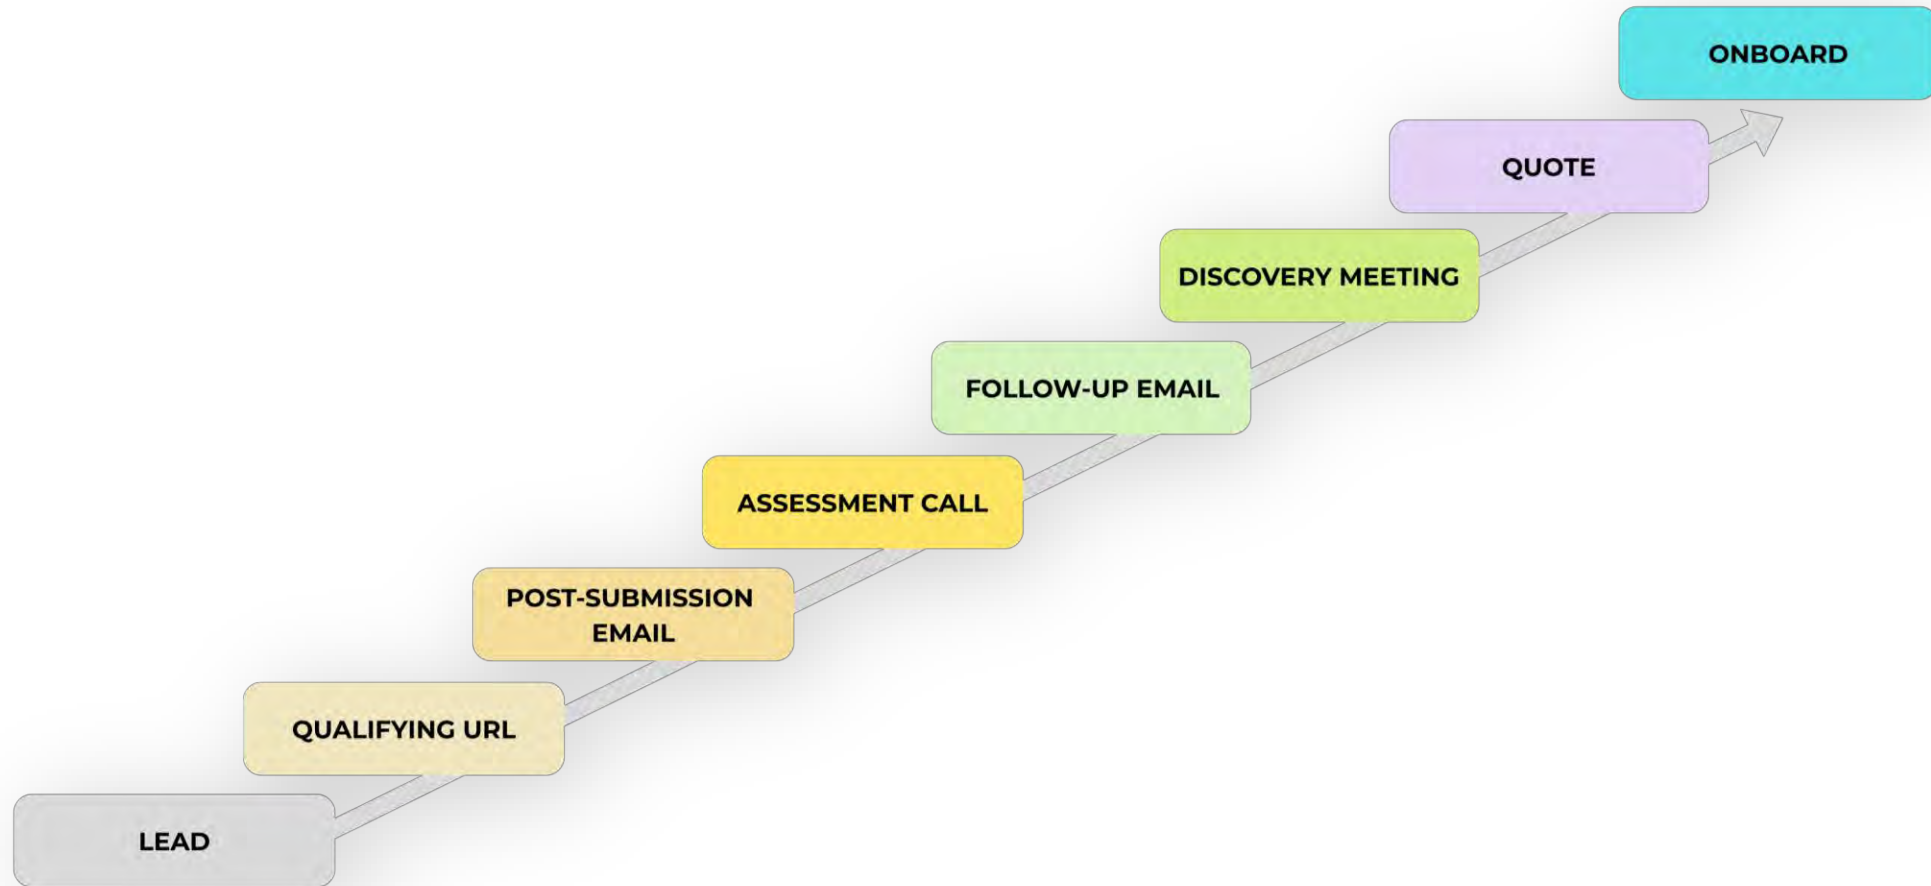 ONBOARD
QUOTE
DISCOVERY MEETING
FOLLOW-UP EMAIL
ASSESSMENT CALL
POST-SUBMISSION
EMAIL
QUALIFYING URL
LEAD